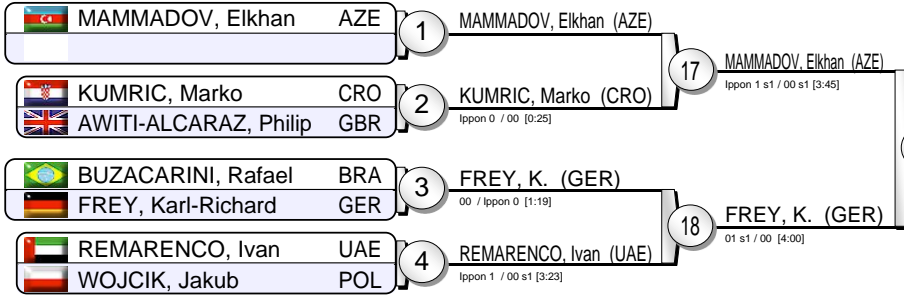 MAMMADOV, Elkhan AZE
1
MAMMADOV, Elkhan (AZE)
KUMRIC, Marko CRO
AWITI-ALCARAZ, Philip GBR
2
KUMRIC, Marko (CRO)
Ippon 0 / 00 [0:25]
17
MAMMADOV, Elkhan (AZE)
Ippon 1 s1 / 00 s1 [3:45]
BUZACARINI, Rafael BRA
FREY, Karl-Richard GER
3
FREY, K. (GER)
00 / Ippon 0 [1:19]
REMARENCO, Ivan UAE
WOJCIK, Jakub POL
4
REMARENCO, Ivan (UAE)
Ippon 1 / 00 s1 [3:23]
18
FREY, K. (GER)
01 s1 / 00 [4:00]